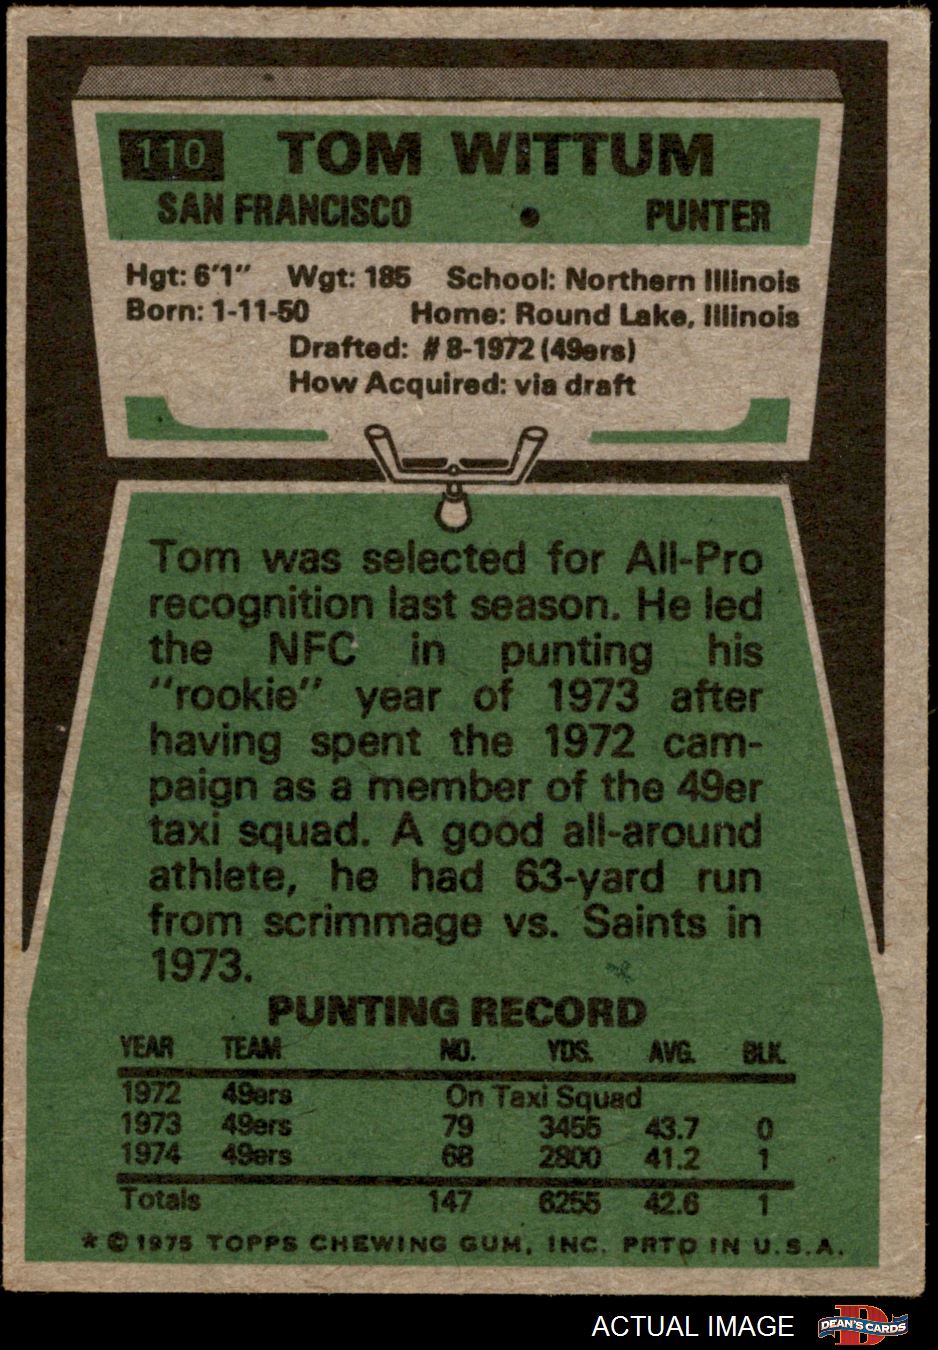 110 TOM WITTUM
SAN FRANCISCO • PUNTER
Hgt: 6'1" Wgt: 185 School: Northern Illinois
Born: 1-11-50 Home: Round Lake, Illinois
Drafted: #8-1972 (49ers)
How Acquired: via draft
Tom was selected for All-Pro
recognition last season. He led
the NFC in punting his
"rookie" year of 1973 after
having spent the 1972 cam-
paign as a member of the 49er
taxi squad. A good all-around
athlete, he had 63-yard run
from scrimmage vs. Saints in
1973.
PUNTING RECORD
YEAR TEAM NO. YDS. AVG. BLK.
1972 49ers On Taxi Squad
1973 49ers 79 3455 43.7 0
1974 49ers 68 2800 41.2 1
Totals 147 6255 42.6 1
* © 1975 TOPPS CHEWING GUM, INC. PRTD IN U.S.A.
ACTUAL IMAGE DEAN'S CARDS